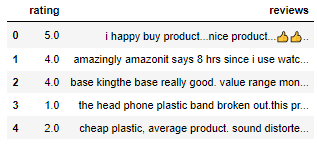 rating reviews
0 5.0 i happy buy product...nice product...👍👍..
1 4.0 amazingly amazonit says 8 hrs since i use watc...
2 4.0 base kingthe base really good. value range mon...
3 1.0 the head phone plastic band broken out.this pr...
4 2.0 cheap plastic, average product. sound distorte...